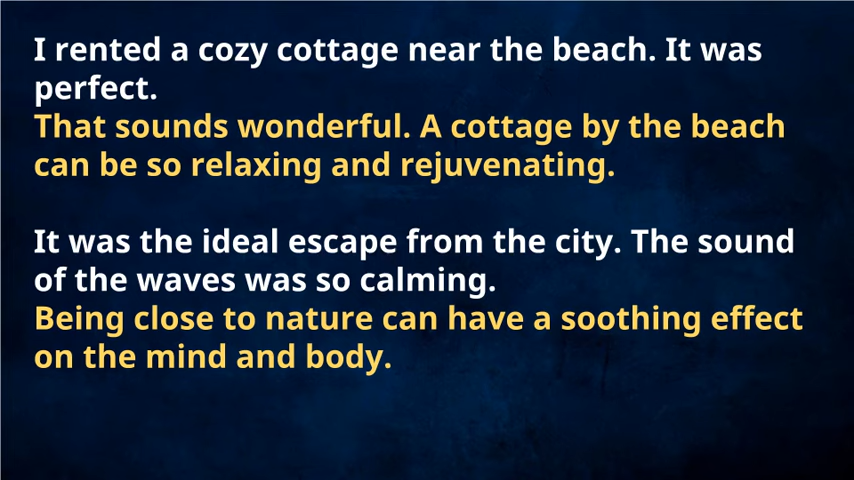 I rented a cozy cottage near the beach. It was
perfect.
That sounds wonderful. A cottage by the beach
can be so relaxing and rejuvenating.
It was the ideal escape from the city. The sound
of the waves was so calming.
Being close to nature can have a soothing effect
on the mind and body.